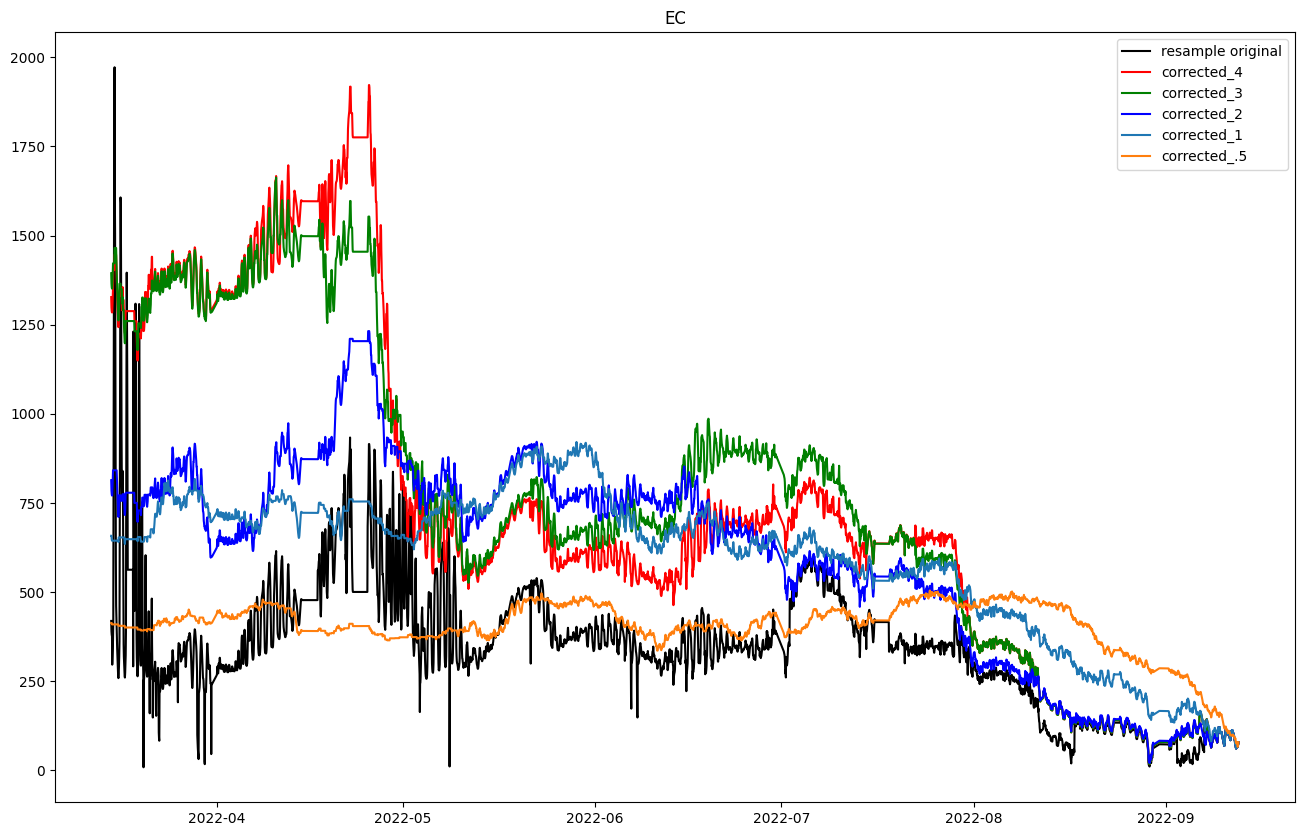 EC
resample original
corrected_4
corrected_3
corrected_2
corrected_1
corrected_.5
2000
1750
1500
1250
1000
750
500
250
0
2022-04
2022-05
2022-06
2022-07
2022-08
2022-09